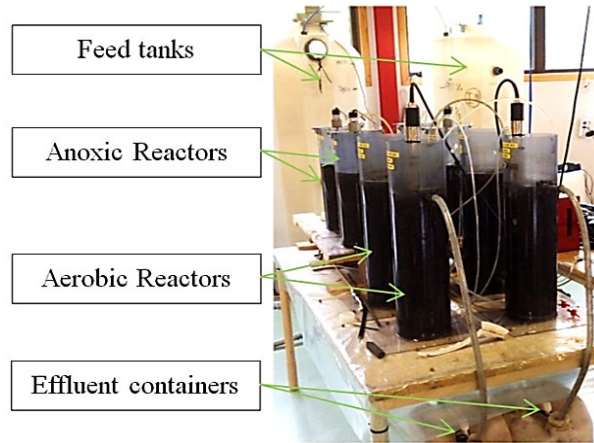 Feed tanks
Anoxic Reactors
Aerobic Reactors
Effluent containers